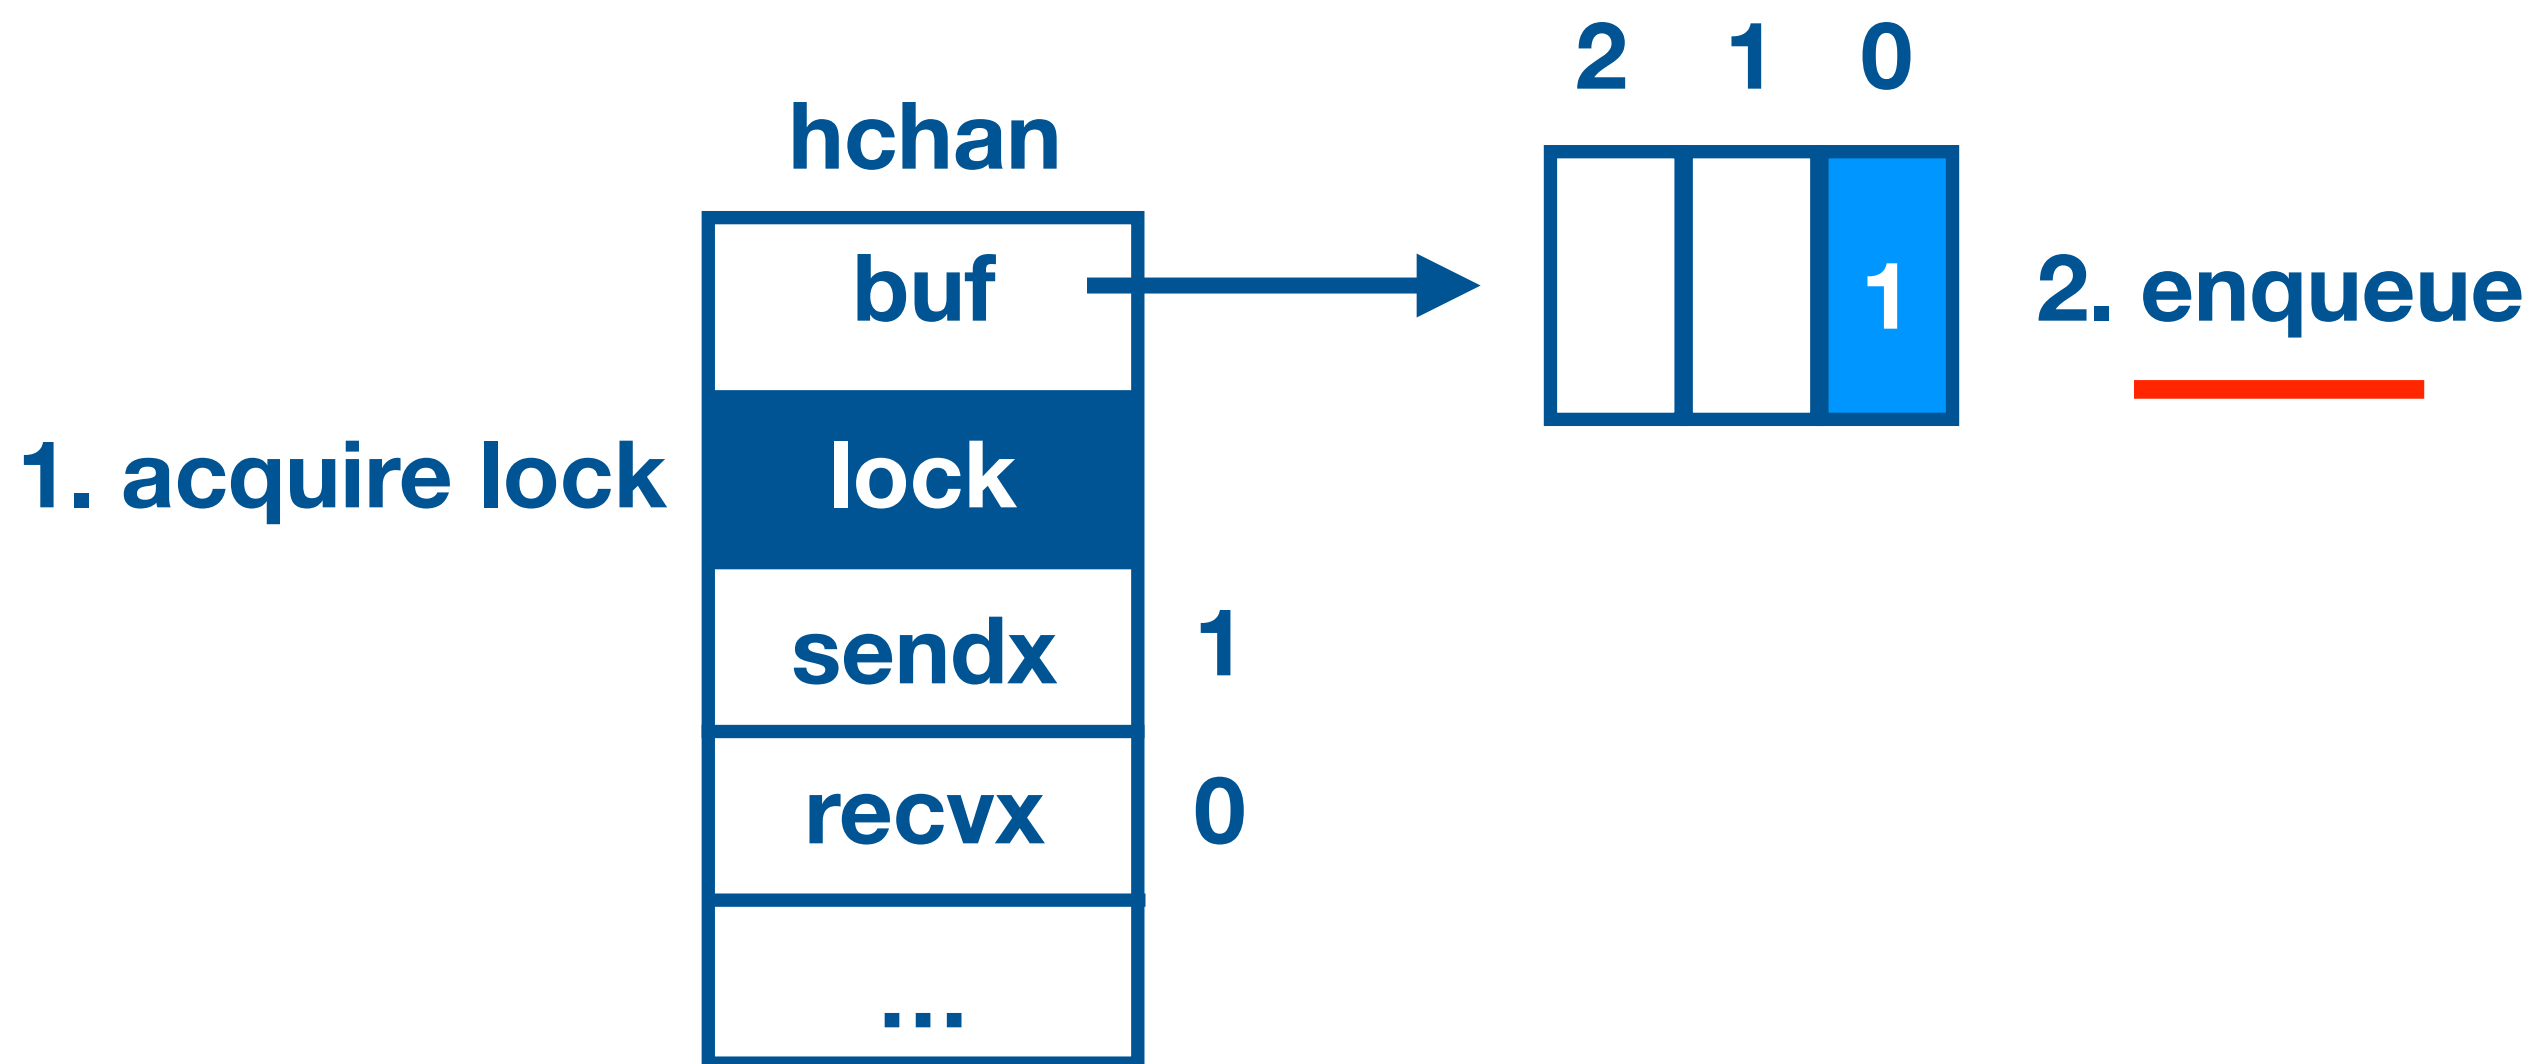 2 1 0
hchan
buf
1
2. enqueue
1. acquire lock
lock
sendx
1
recvx
0
...